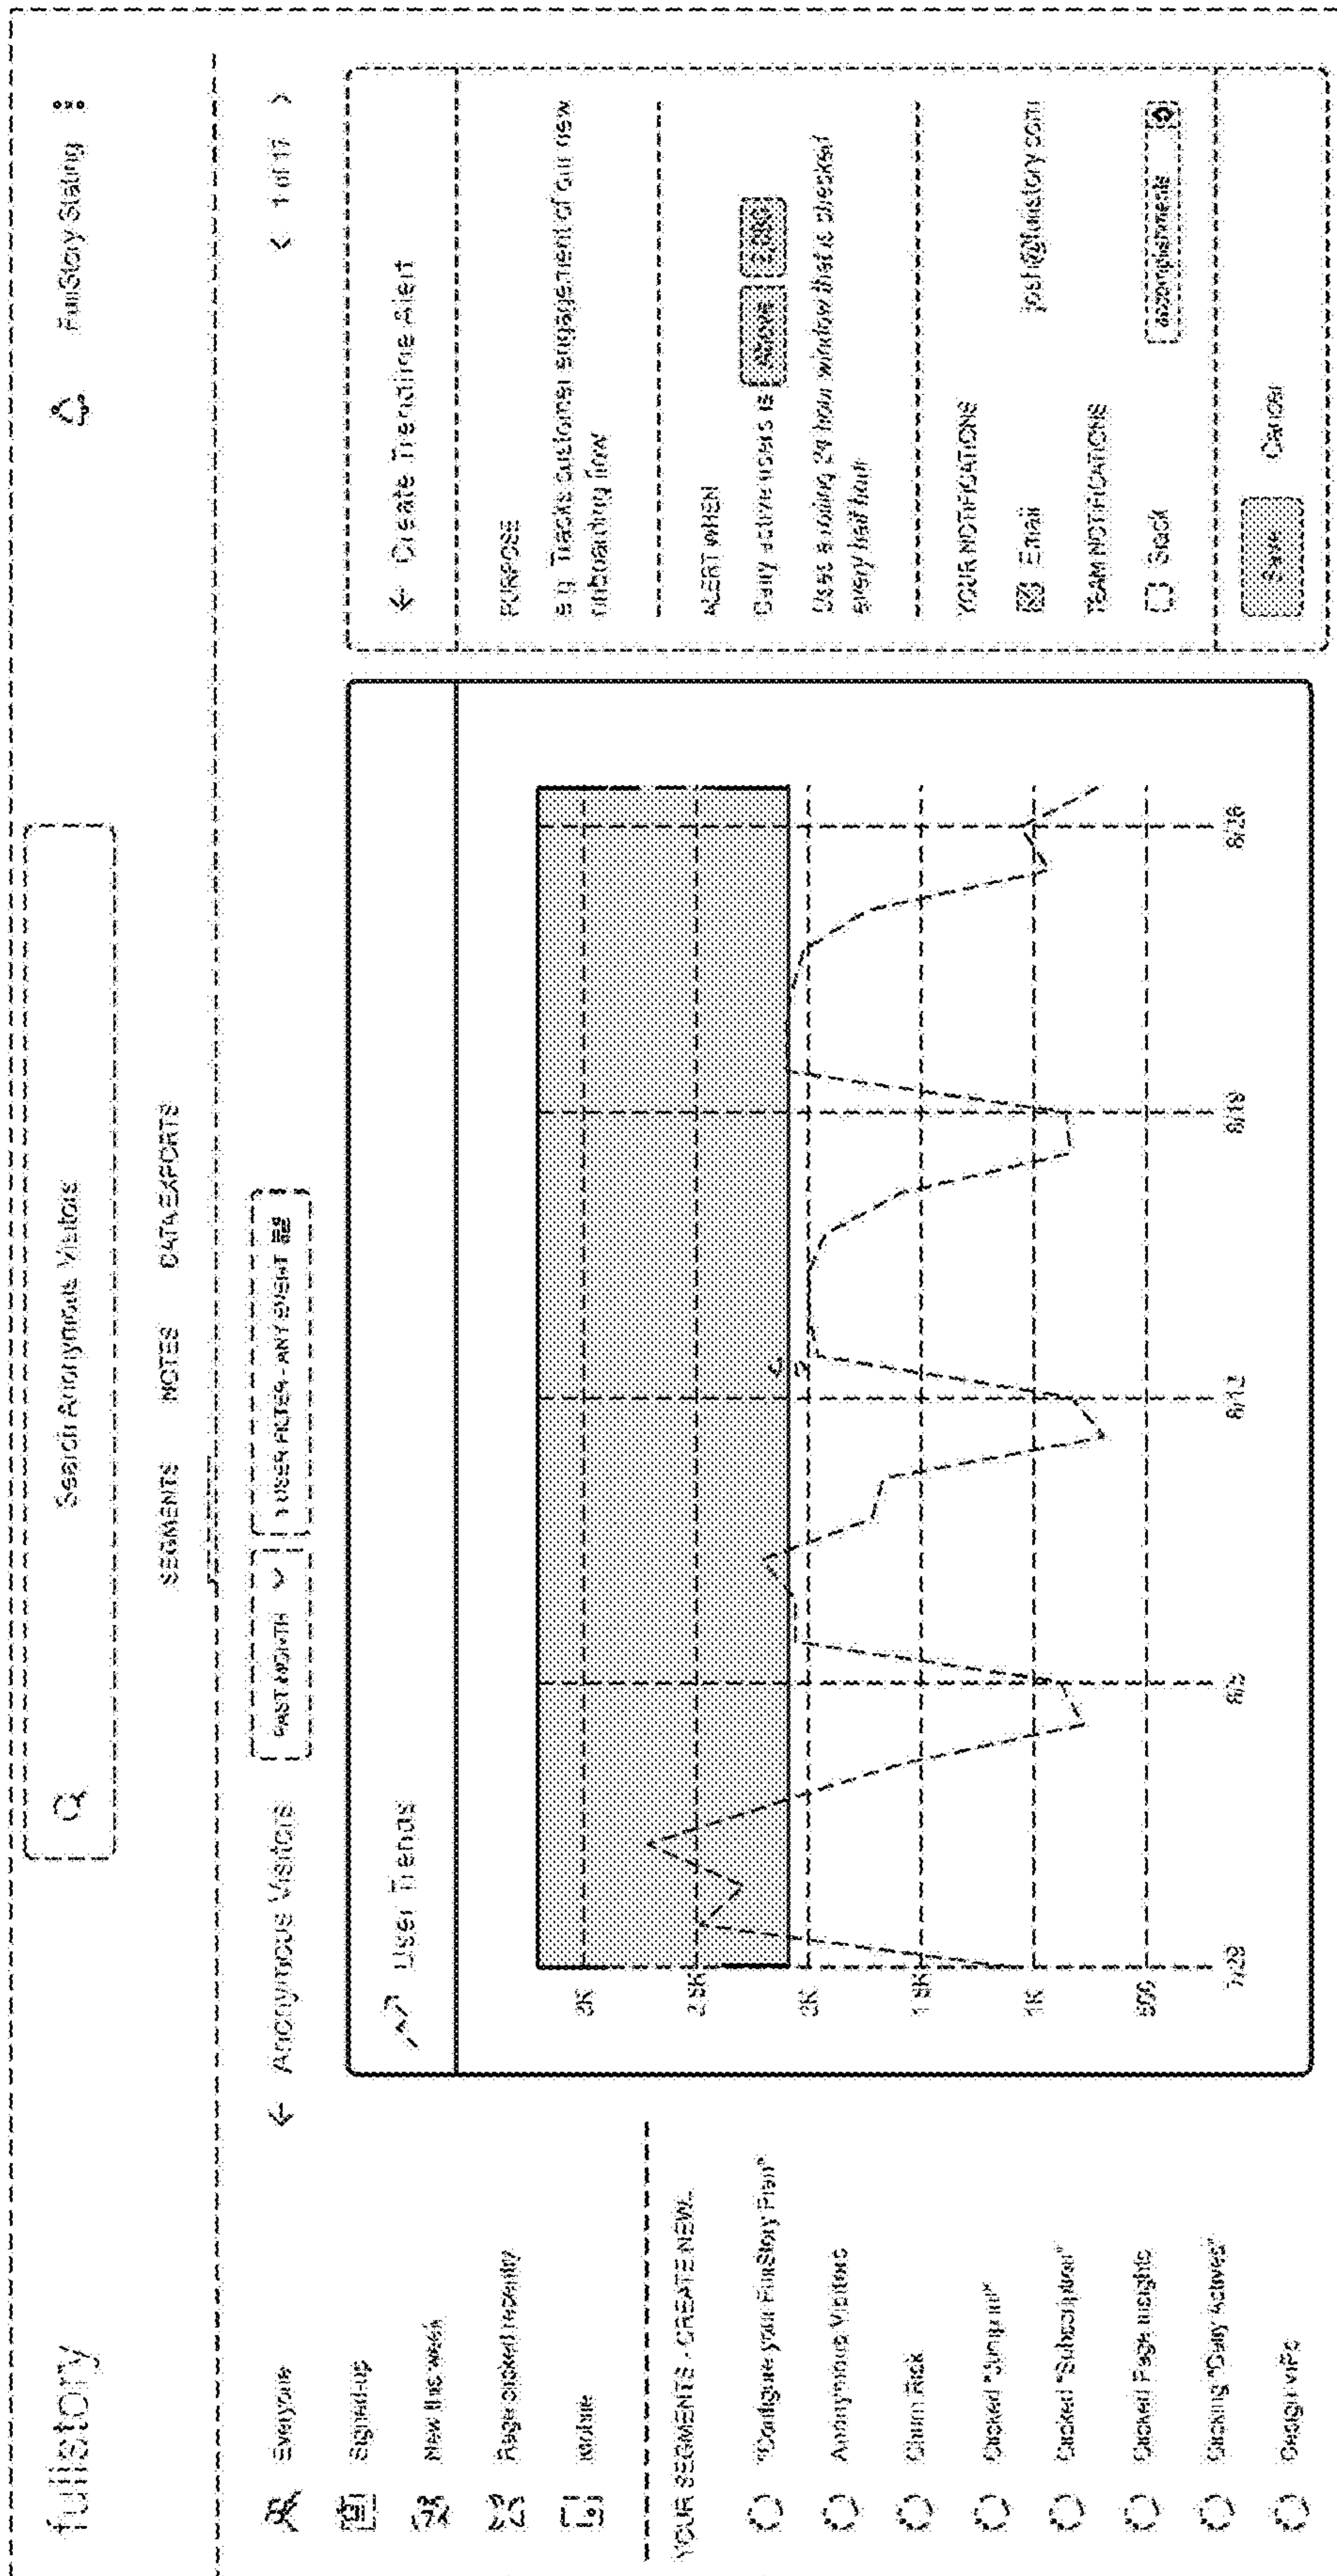 fullstory
Search Anonymous Visitors
FullStory Staging
SEGMENTS NOTES DATA EXPORTS
Everyone
Signed-up
New this week
Rage clicked recently
Mobile
YOUR SEGMENTS - CREATE NEW...
"Configure your FullStory Plan"
Anonymous Visitors
Churn Risk
Clicked "Jump in!"
Clicked "Subscription"
Clicked Page Insights
Clicking "Daily Actives"
Design VIPs
Anonymous Visitors
PAST MONTH
1 USER FILTER - ANY EVENT
1 of 17
User Trends
3K
2.5K
2K
1.5K
1K
500
7/29 8/5 8/12 8/19 8/26
Create Trendline Alert
PURPOSE
e.g. Tracks customer engagement of our new
onboarding flow
ALERT WHEN
Daily active users is Above
Uses a rolling 24 hour window that is checked
every half hour
YOUR NOTIFICATIONS
Email josh@fullstory.com
TEAM NOTIFICATIONS
Slack accomplishments
Save Cancel